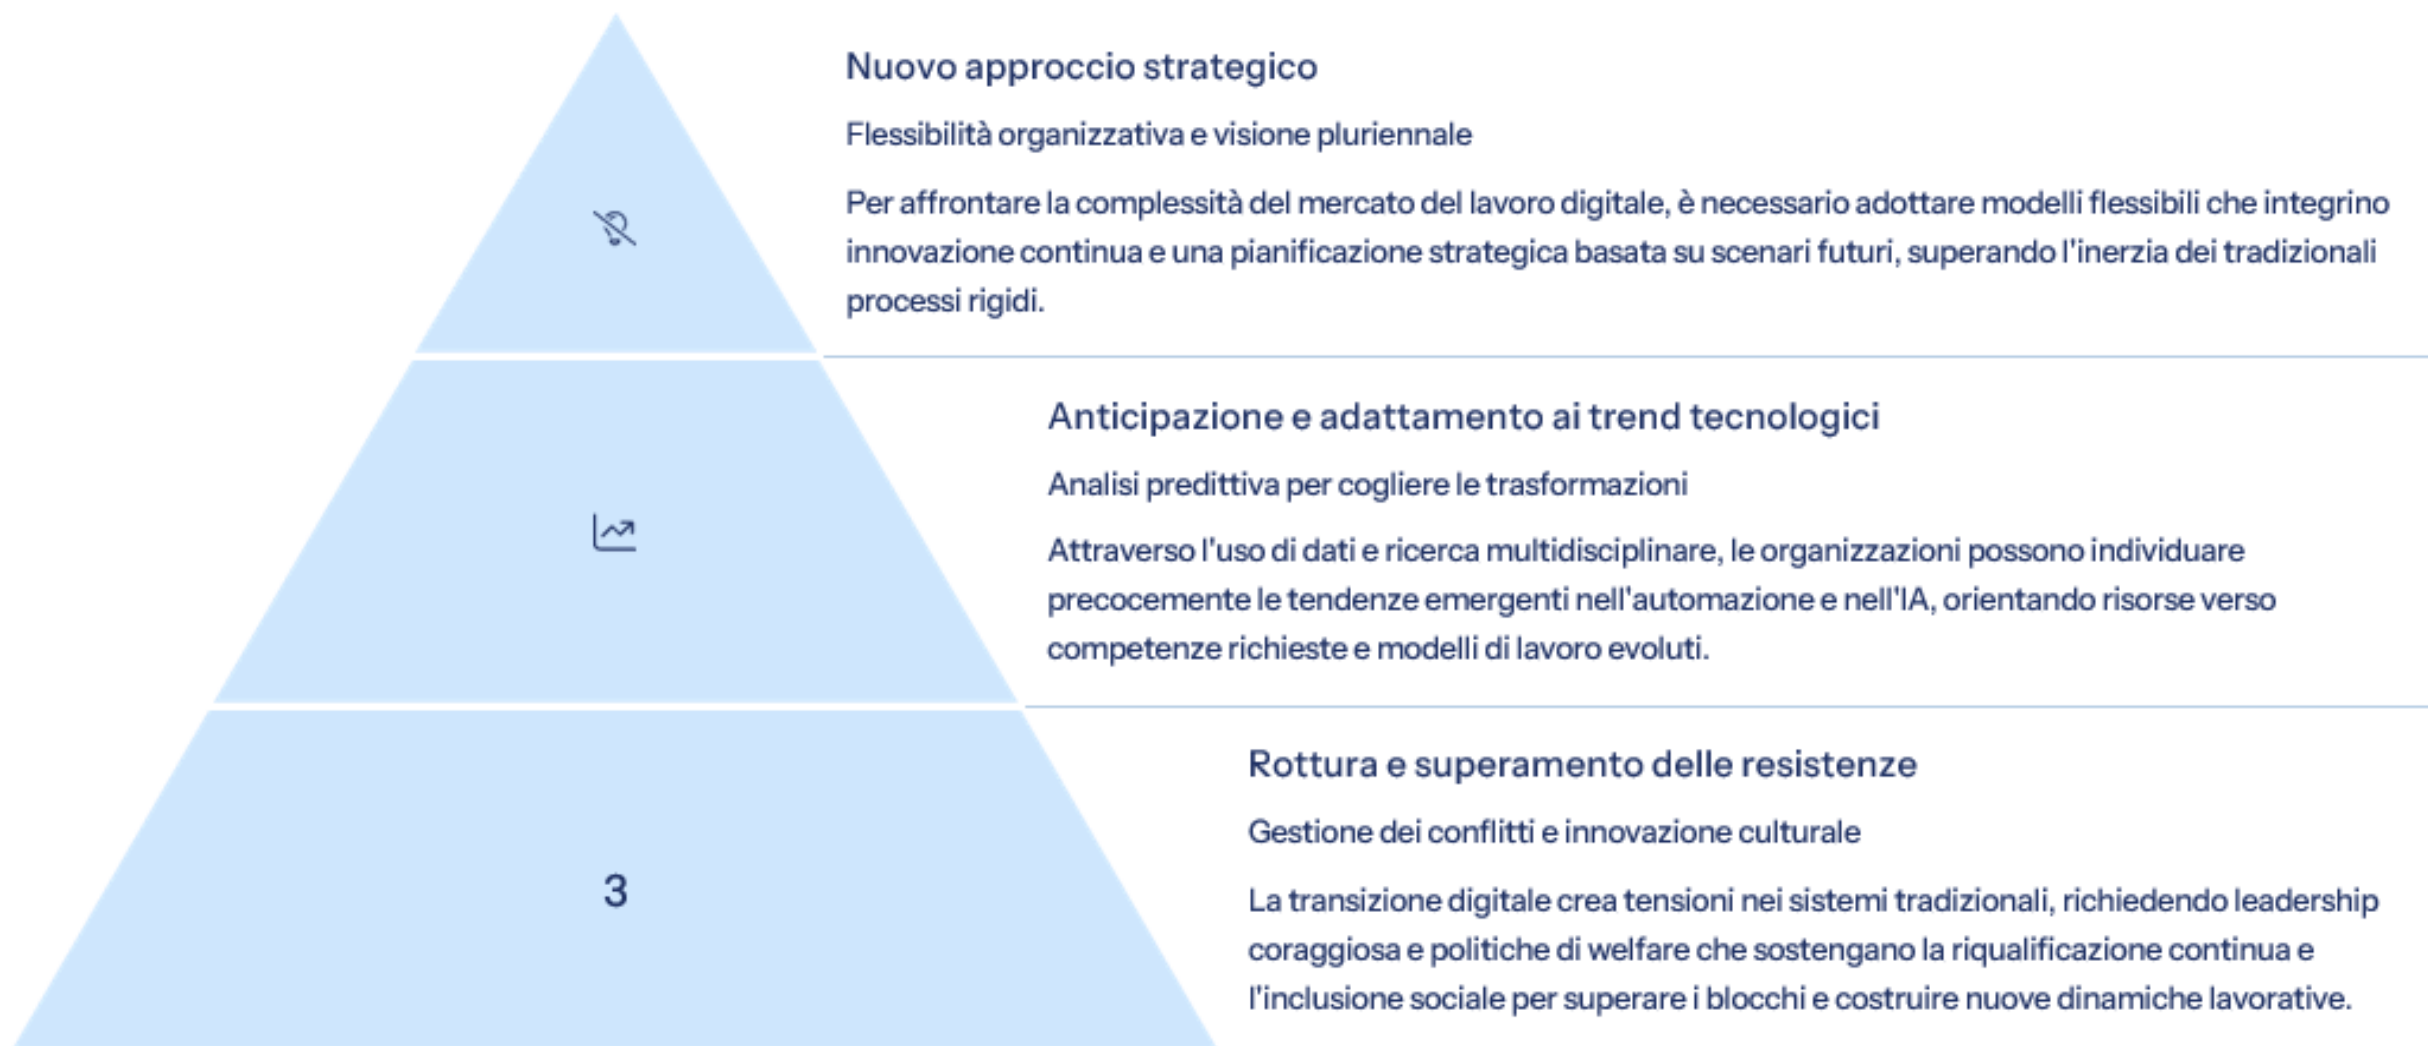 Nuovo approccio strategico
Flessibilità organizzativa e visione pluriennale
Per affrontare la complessità del mercato del lavoro digitale, è necessario adottare modelli flessibili che integrino
innovazione continua e una pianificazione strategica basata su scenari futuri, superando l'inerzia dei tradizionali
processi rigidi.
Anticipazione e adattamento ai trend tecnologici
Analisi predittiva per cogliere le trasformazioni
Attraverso l'uso di dati e ricerca multidisciplinare, le organizzazioni possono individuare
precocemente le tendenze emergenti nell'automazione e nell'IA, orientando risorse verso
competenze richieste e modelli di lavoro evoluti.
3
Rottura e superamento delle resistenze
Gestione dei conflitti e innovazione culturale
La transizione digitale crea tensioni nei sistemi tradizionali, richiedendo leadership
coraggiosa e politiche di welfare che sostengano la riqualificazione continua e
l'inclusione sociale per superare i blocchi e costruire nuove dinamiche lavorative.